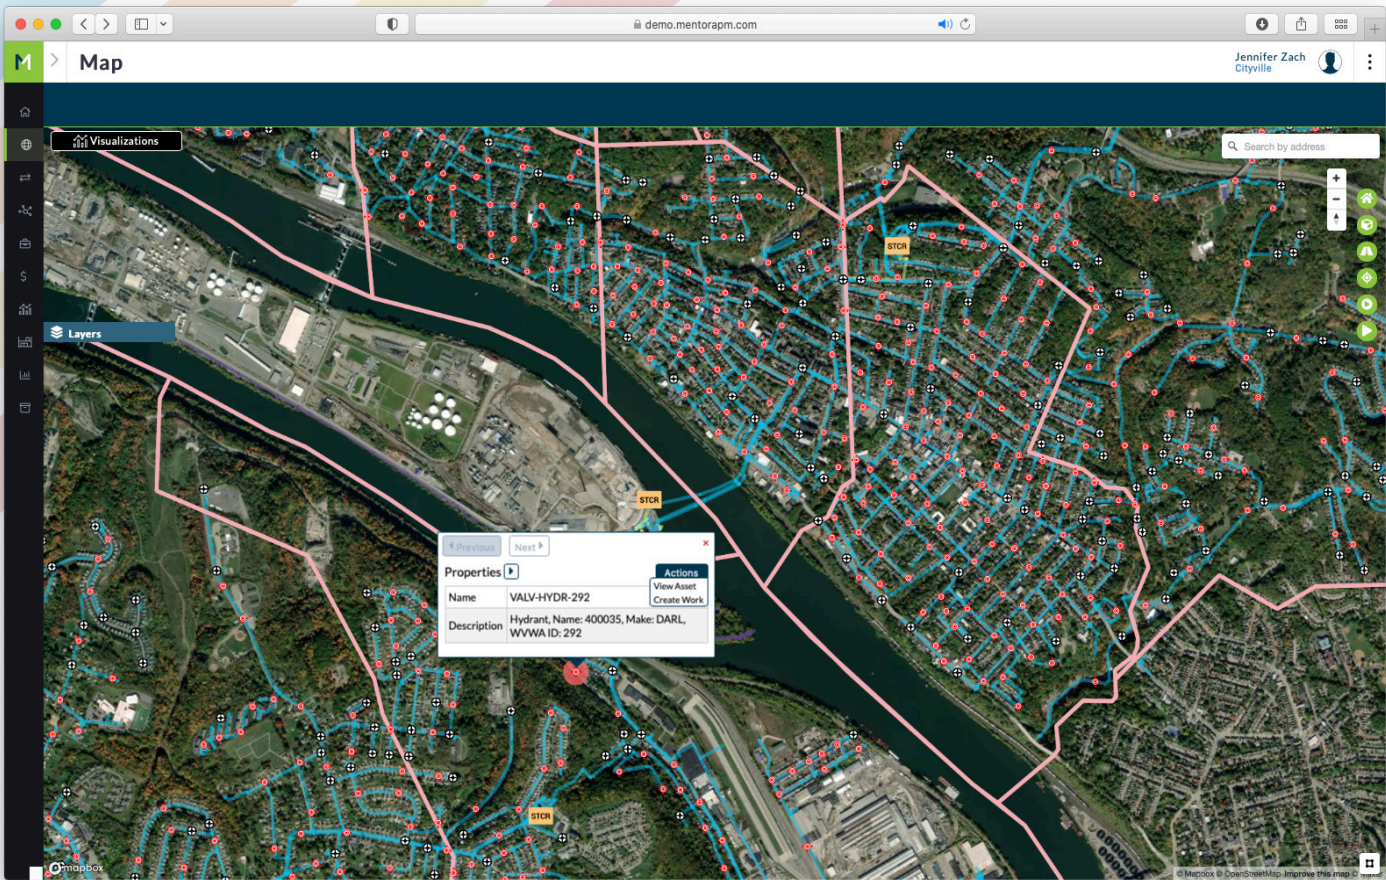 demo.mentorapm.com
M
Map
Jennifer Zach
Cityville
Visualizations
Search by address
STCR
Layers
STCR
Previous
Next
×
Properties
Actions
View Asset
Create Work
Name
VALV-HYDR-292
Description
Hydrant, Name: 400035, Make: DARL,
WVWA ID: 292
STCR
mapbox
© Mapbox © OpenStreetMap Improve this map ©